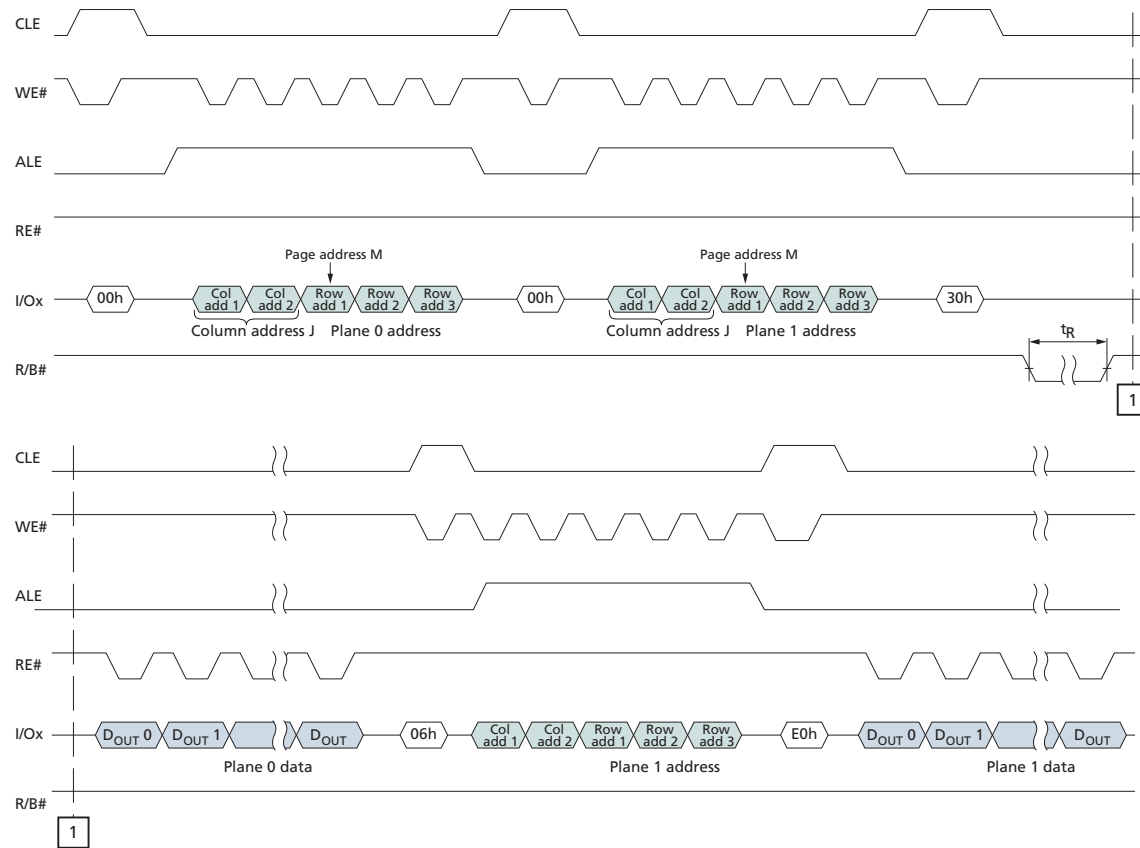 CLE
WE#
ALE
RE#
Page address M
Page address M
I/Ox
00h
Col add 1
Col add 2
Row add 1
Row add 2
Row add 3
00h
Col add 1
Col add 2
Row add 1
Row add 2
Row add 3
30h
Column address J
Plane 0 address
Column address J
Plane 1 address
tR
R/B#
1
CLE
WE#
ALE
RE#
I/Ox
DOUT 0
DOUT 1
DOUT
06h
Col add 1
Col add 2
Row add 1
Row add 2
Row add 3
E0h
DOUT 0
DOUT 1
DOUT
Plane 0 data
Plane 1 address
Plane 1 data
R/B#
1